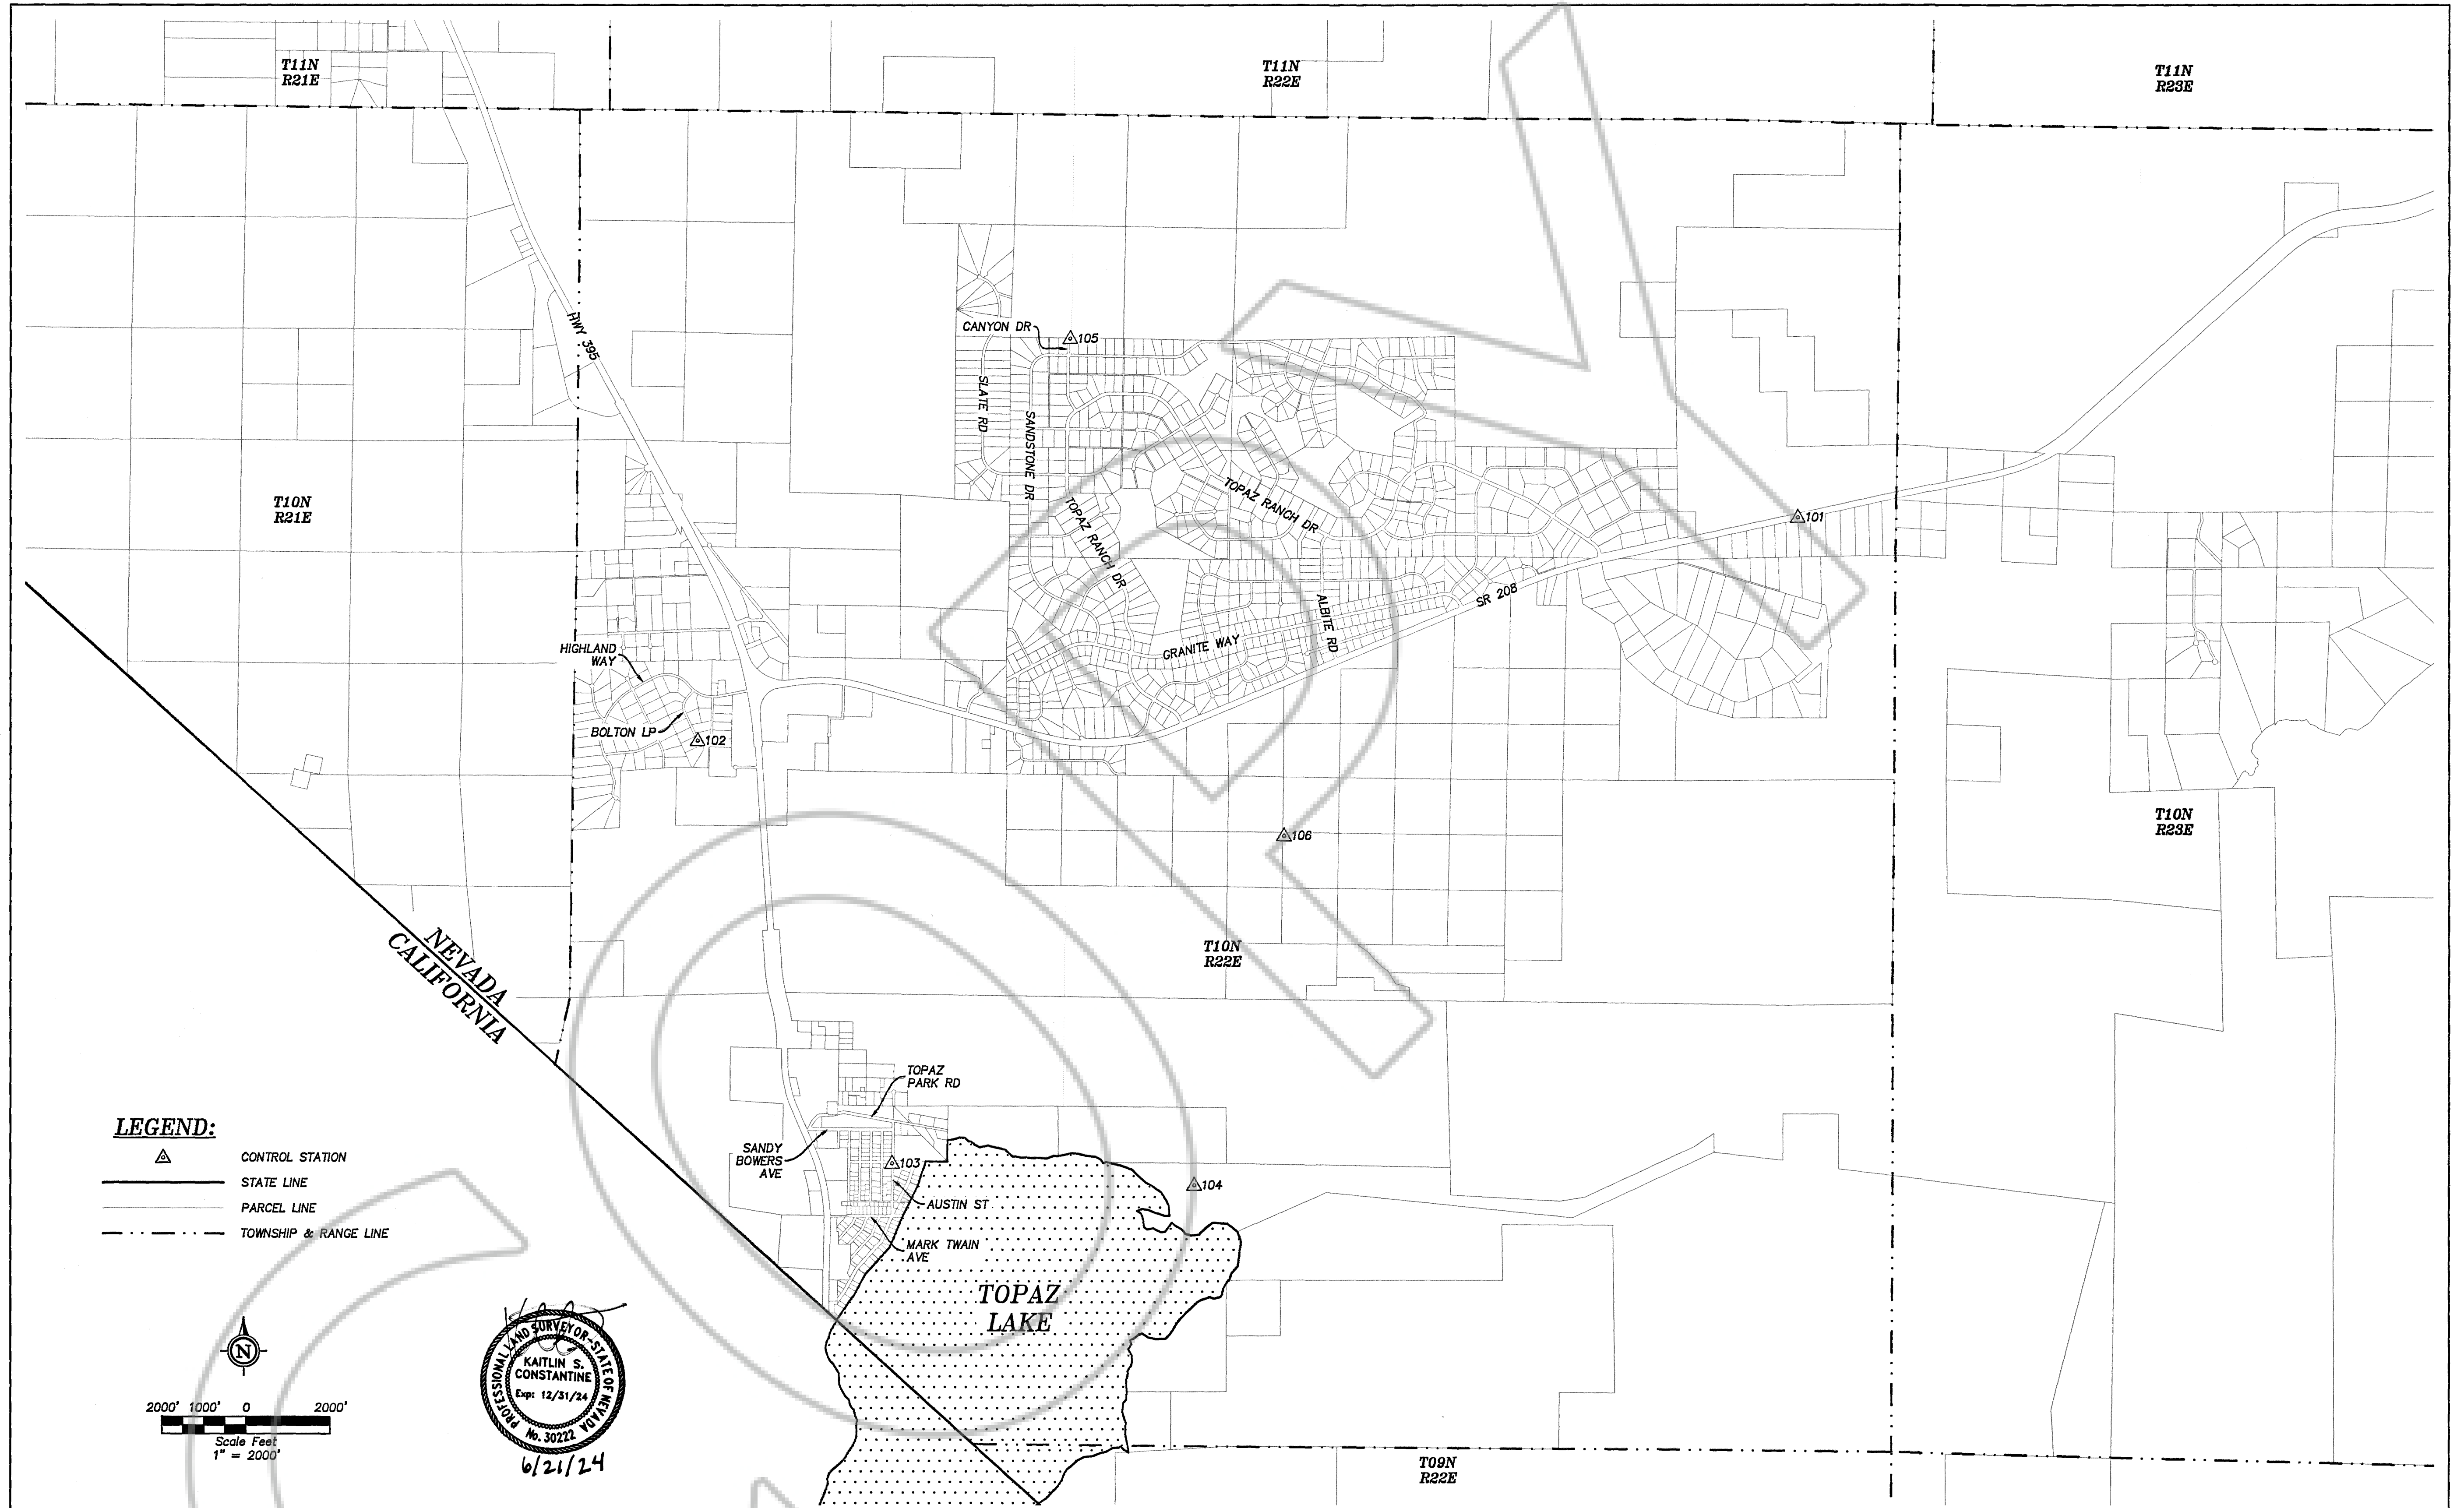 T11N
R21E
T11N
R22E
T11N
R23E
HWY 395
CANYON DR
105
SLATE RD
SANDSTONE DR
TOPAZ RANCH DR
TOPAZ RANCH DR
T10N
R21E
101
SR 208
ALBITE RD
GRANITE WAY
HIGHLAND
WAY
BOLTON LP
102
106
T10N
R23E
T10N
R22E
NEVADA
CALIFORNIA
TOPAZ
PARK RD
SANDY
BOWERS
AVE
103
AUSTIN ST
104
MARK TWAIN
AVE
TOPAZ
LAKE
LEGEND:
CONTROL STATION
STATE LINE
PARCEL LINE
TOWNSHIP & RANGE LINE
N
2000' 1000' 0 2000'
Scale Feet
1" = 2000'
PROFESSIONAL LAND SURVEYOR-STATE OF NEVADA
KAITLIN S.
CONSTANTINE
Exp: 12/31/24
No. 30222
6/21/24
T09N
R22E